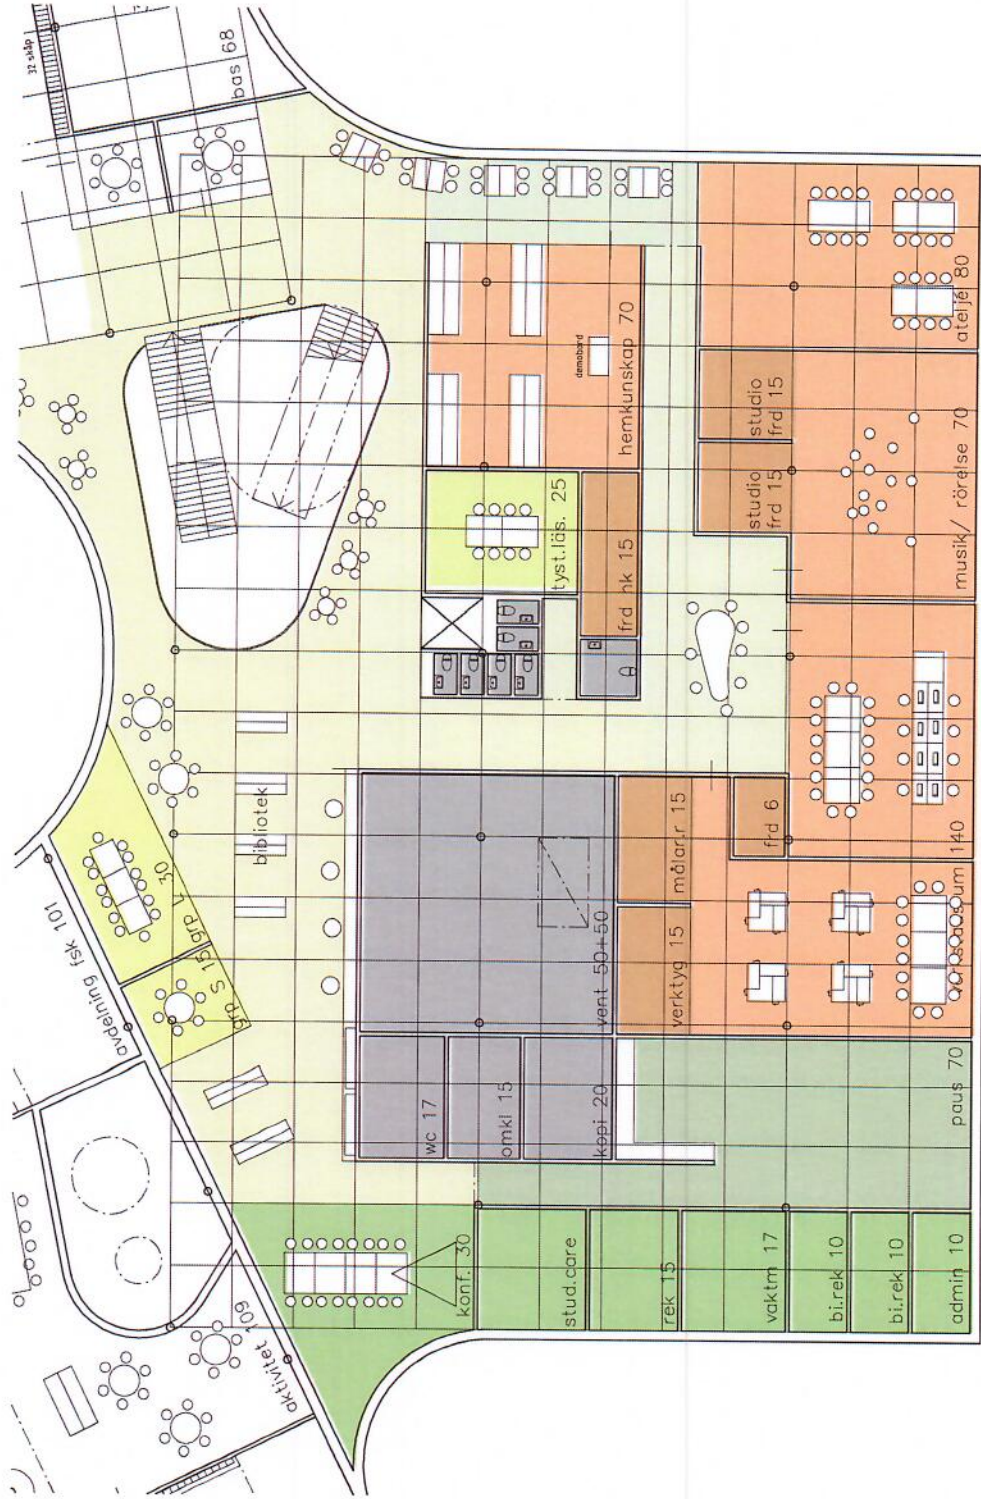 32 skåp
bas 68
avdelning fsk 101
grp L 30
grp S 15
bibliotek
aktivitet 109
konf. 30
wc 17
omkl 15
kopi 20
vent 50+50
tyst.läs. 25
frd hk 15
hemkunskap 70
demobord
studio
frd 15
studio
frd 15
ateljé 80
musik/ rörelse 70
målar.r 15
verktyg 15
frd 6
140
paus 70
stud.care
rek 15
vaktm 17
bi.rek 10
bi.rek 10
admin 10